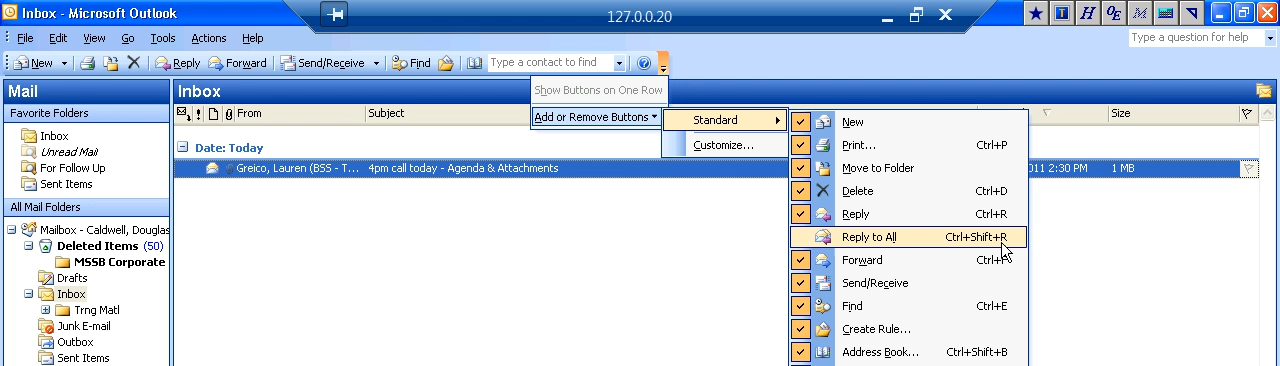 Inbox - Microsoft Outlook
127.0.0.20
T H OE M
File Edit View Go Tools Actions Help
Type a question for help
New Reply Forward Send/Receive Find Type a contact to find
Show Buttons on One Row
Add or Remove Buttons
Standard
Customize...
New
Print... Ctrl+P
Move to Folder
Delete Ctrl+D
Reply Ctrl+R
Reply to All Ctrl+Shift+R
Forward
Send/Receive
Find Ctrl+E
Create Rule...
Address Book... Ctrl+Shift+B
Mail
Favorite Folders
Inbox
Unread Mail
For Follow Up
Sent Items
All Mail Folders
Mailbox - Caldwell, Douglas
Deleted Items (50)
MSSB Corporate
Drafts
Inbox
Trng Matl
Junk E-mail
Outbox
Sent Items
Inbox
From Subject Size
Date: Today
Greico, Lauren (BSS - T... 4pm call today - Agenda & Attachments 011 2:30 PM 1 MB